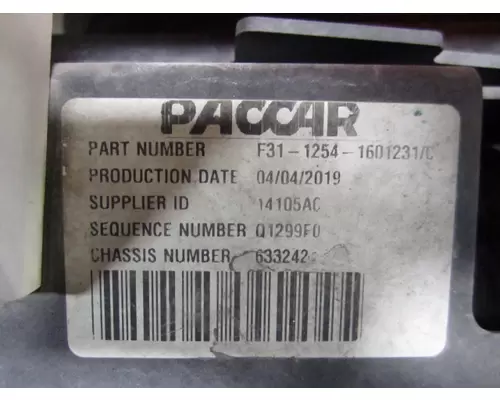 PACCAR
PART NUMBER F31-1254-1601231/C
PRODUCTION DATE 04/04/2019
SUPPLIER ID 14105AC
SEQUENCE NUMBER Q1299F0
CHASSIS NUMBER